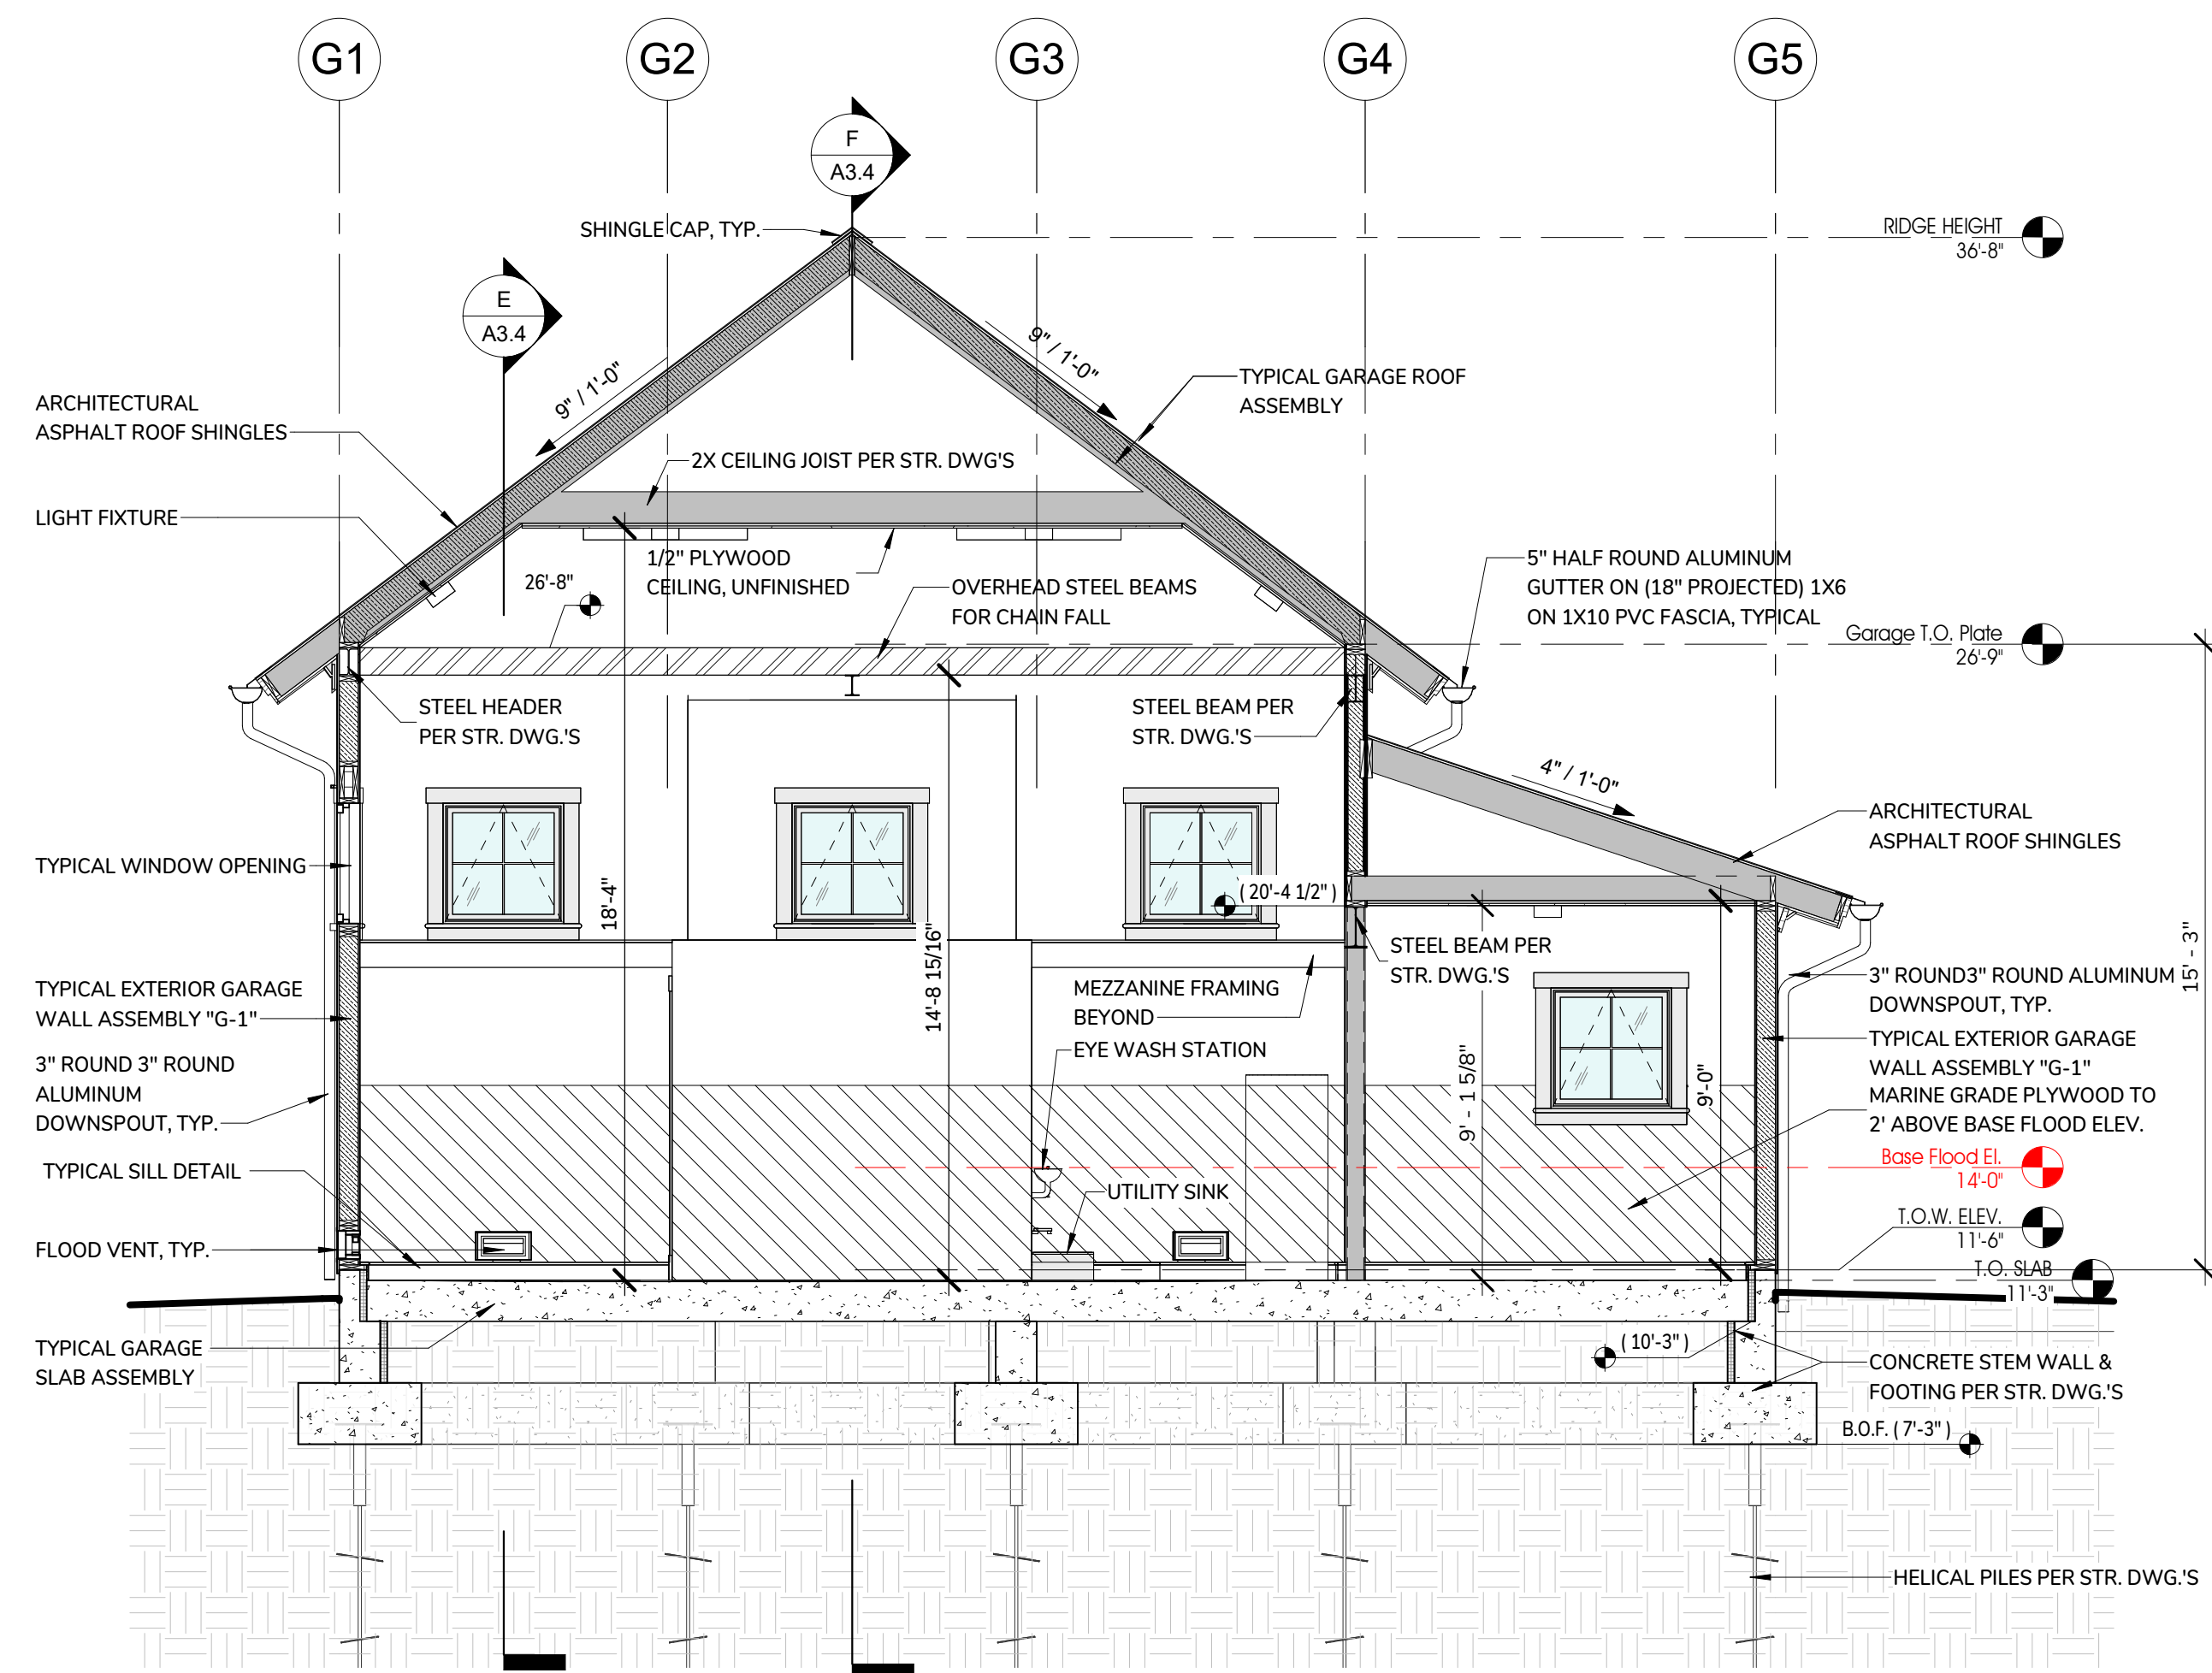 G1
G2
G3
G4
G5
F
A3.4
SHINGLE CAP, TYP.
RIDGE HEIGHT
36'-8"
E
A3.4
9" / 1'-0"
9" / 1'-0"
TYPICAL GARAGE ROOF
ASSEMBLY
ARCHITECTURAL
ASPHALT ROOF SHINGLES
2X CEILING JOIST PER STR. DWG'S
LIGHT FIXTURE
1/2" PLYWOOD
CEILING, UNFINISHED
26'-8"
OVERHEAD STEEL BEAMS
FOR CHAIN FALL
5" HALF ROUND ALUMINUM
GUTTER ON (18" PROJECTED) 1X6
ON 1X10 PVC FASCIA, TYPICAL
Garage T.O. Plate
26'-9"
STEEL HEADER
PER STR. DWG.'S
STEEL BEAM PER
STR. DWG.'S
4" / 1'-0"
ARCHITECTURAL
ASPHALT ROOF SHINGLES
TYPICAL WINDOW OPENING
18'-4"
( 20'-4 1/2" )
14'-8 15/16"
STEEL BEAM PER
STR. DWG.'S
15' - 3"
TYPICAL EXTERIOR GARAGE
WALL ASSEMBLY "G-1"
MEZZANINE FRAMING
BEYOND
3" ROUND3" ROUND ALUMINUM
DOWNSPOUT, TYP.
EYE WASH STATION
TYPICAL EXTERIOR GARAGE
WALL ASSEMBLY "G-1"
3" ROUND 3" ROUND
ALUMINUM
DOWNSPOUT, TYP.
9' - 1 5/8"
9'-0"
MARINE GRADE PLYWOOD TO
2' ABOVE BASE FLOOD ELEV.
TYPICAL SILL DETAIL
Base Flood El.
14'-0"
UTILITY SINK
T.O.W. ELEV.
11'-6"
FLOOD VENT, TYP.
T.O. SLAB
11'-3"
TYPICAL GARAGE
SLAB ASSEMBLY
( 10'-3" )
CONCRETE STEM WALL &
FOOTING PER STR. DWG.'S
B.O.F. ( 7'-3" )
HELICAL PILES PER STR. DWG.'S